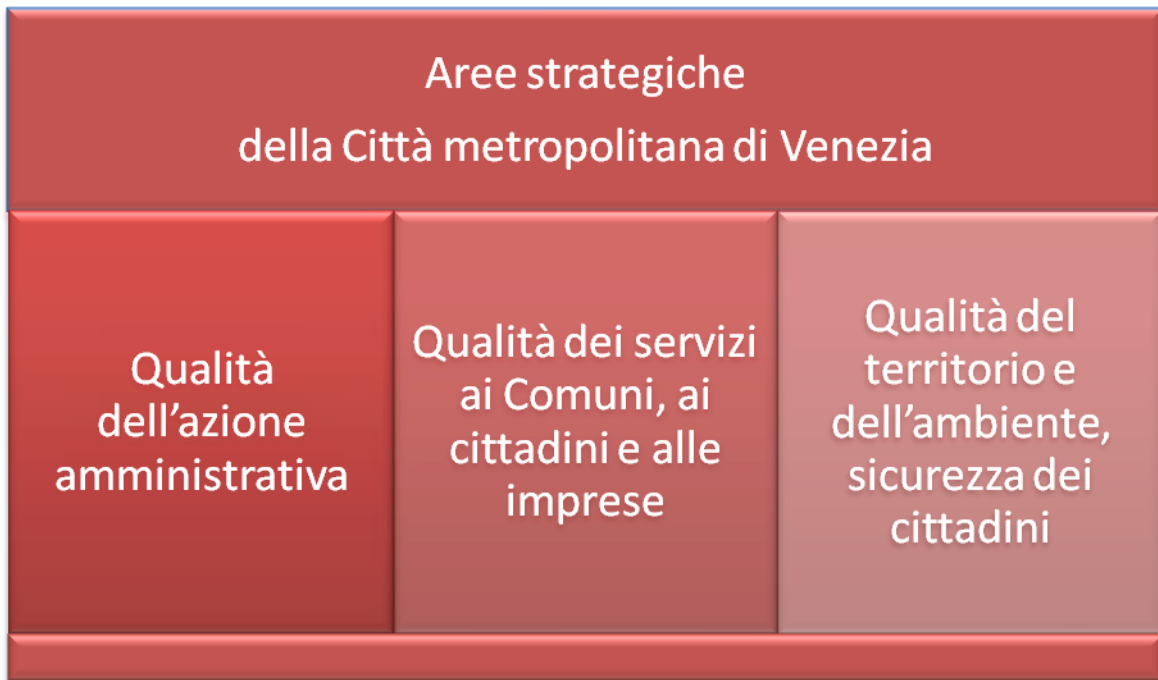 Aree strategiche
della Città metropolitana di Venezia
Qualità
dell’azione
amministrativa
Qualità dei servizi
ai Comuni, ai
cittadini e alle
imprese
Qualità del
territorio e
dell’ambiente,
sicurezza dei
cittadini